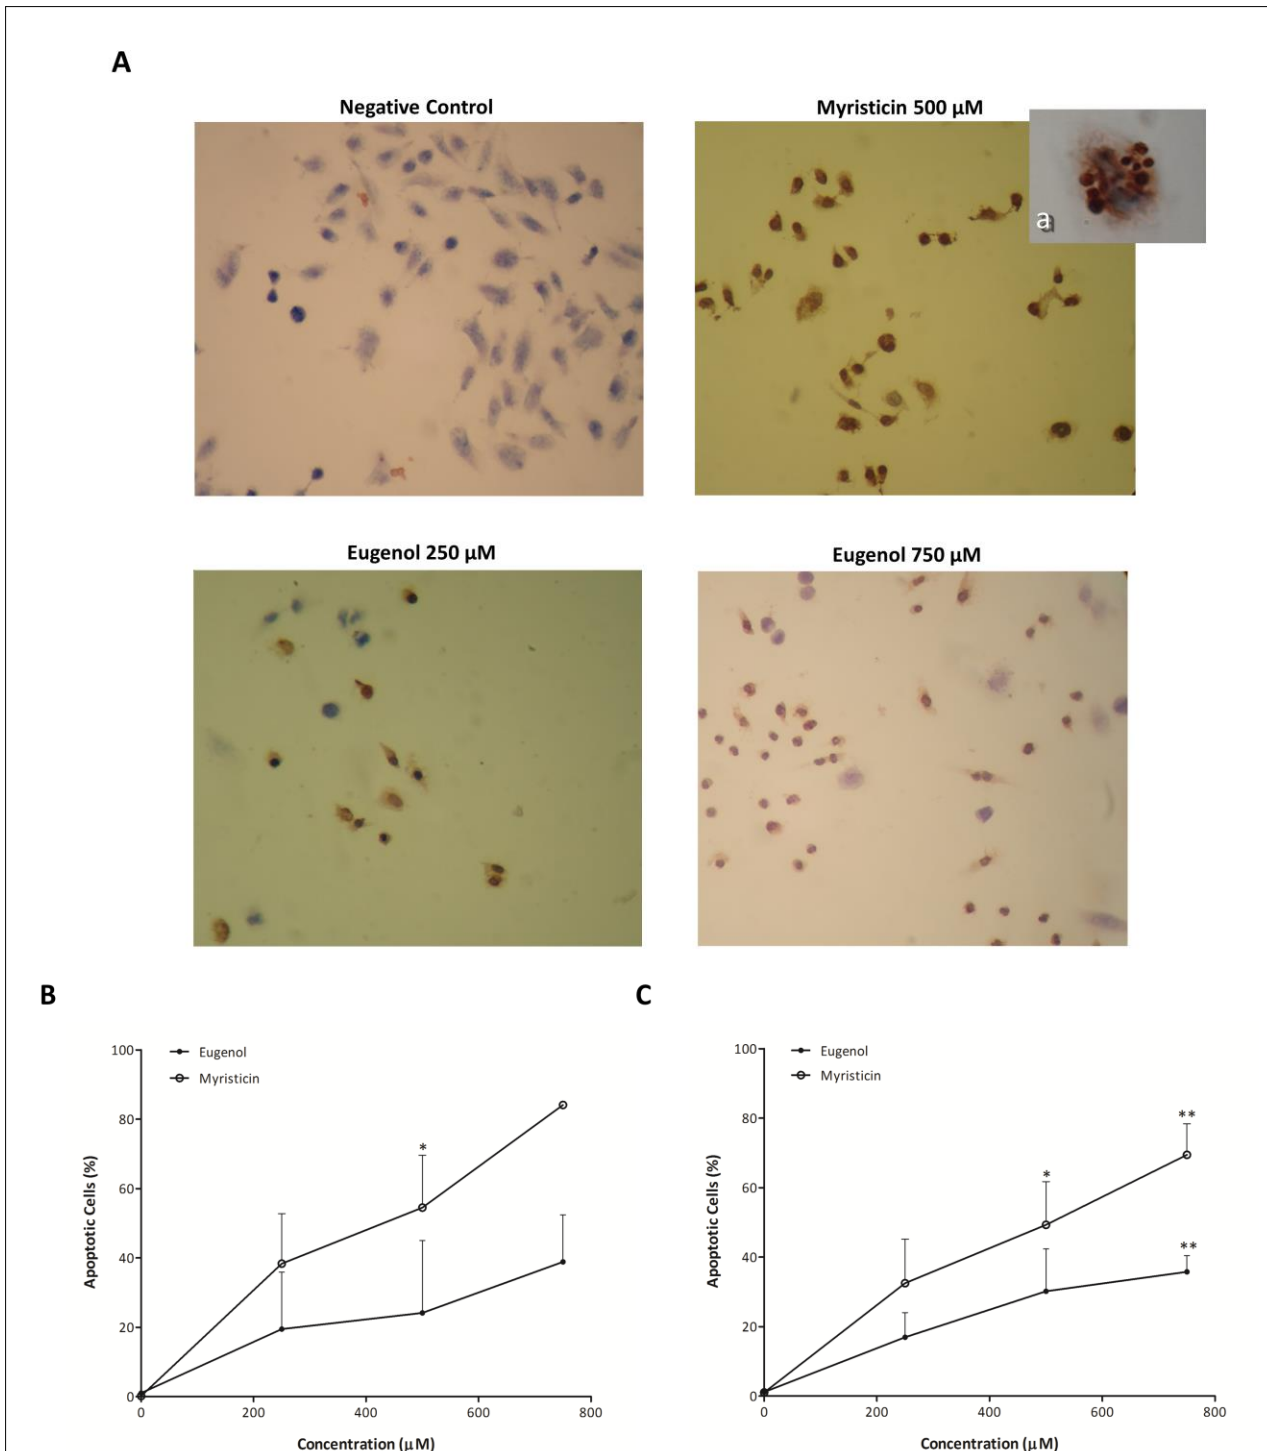 A
Negative Control
Myristicin 500 µM
a
Eugenol 250 µM
Eugenol 750 µM
B
C
100
80
60
40
20
0
0
200
400
600
800
Apoptotic Cells (%)
Concentration (µM)
Eugenol
Myristicin
*
100
80
60
40
20
0
0
200
400
600
800
Apoptotic Cells (%)
Concentration (µM)
Eugenol
Myristicin
*
**
**